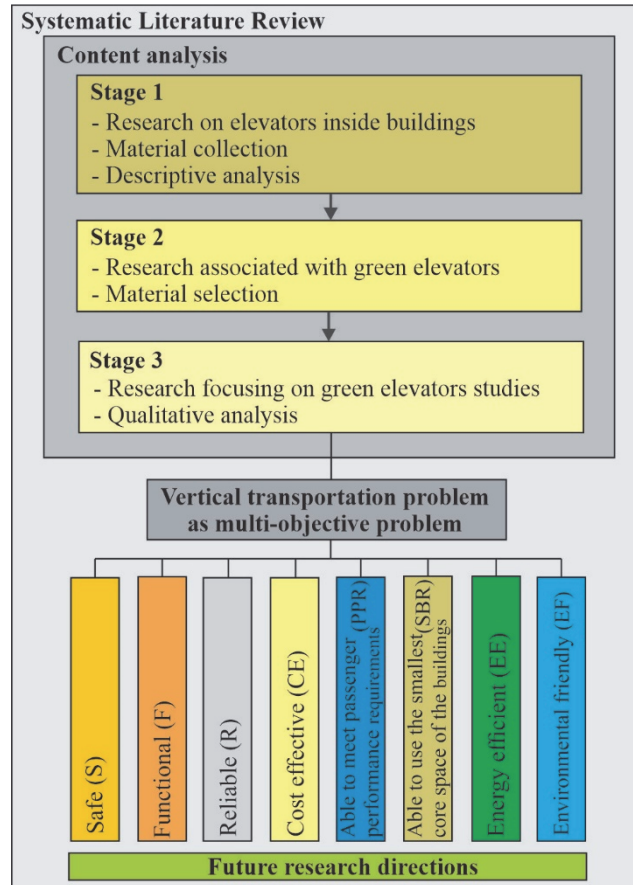 Systematic Literature Review
Content analysis
Stage 1
- Research on elevators inside buildings
- Material collection
- Descriptive analysis
Stage 2
- Research associated with green elevators
- Material selection
Stage 3
- Research focusing on green elevators studies
- Qualitative analysis
Vertical transportation problem
as multi-objective problem
Safe (S)
Functional (F)
Reliable (R)
Cost effective (CE)
Able to meet passenger (PPR)
performance requirements
Able to use the smallest (SBR)
core space of the buildings
Energy efficient (EE)
Environmental friendly (EF)
Future research directions